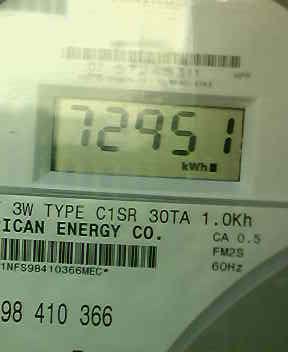 72951
kWh
3W TYPE C1SR 30TA 1.0Kh
ICAN ENERGY CO.
CA 0.5
FM2S
60Hz
1NFS98410366MEC*
98 410 366